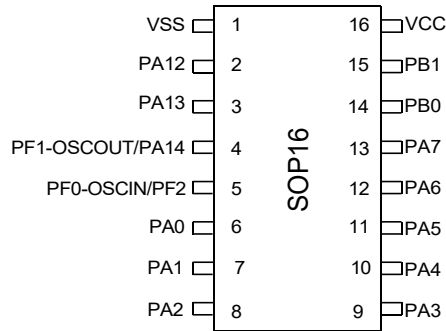 VSS 1 16 VCC
PA12 2 15 PB1
PA13 3 14 PB0
PF1-OSCOUT/PA14 4 13 PA7
PF0-OSCIN/PF2 5 12 PA6
PA0 6 11 PA5
PA1 7 10 PA4
PA2 8 9 PA3
SOP16